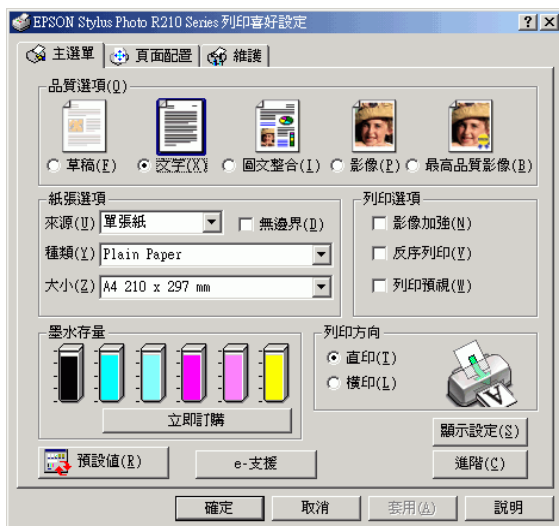 EPSON Stylus Photo R210 Series 列印喜好設定
主選單 頁面配置 維護
品質選項(Q)
草稿(F) 文字(X) 圖文整合(I) 影像(P) 最高品質影像(B)
紙張選項 列印選項
來源(U) 單張紙 無邊界(D) 影像加強(N)
種類(Y) Plain Paper 反序列印(V)
大小(Z) A4 210 x 297 mm 列印預視(W)
墨水存量 列印方向
直印(T)
橫印(L)
立即訂購
顯示設定(S)
預設值(R) e-支援 進階(C)
確定 取消 套用(A) 說明